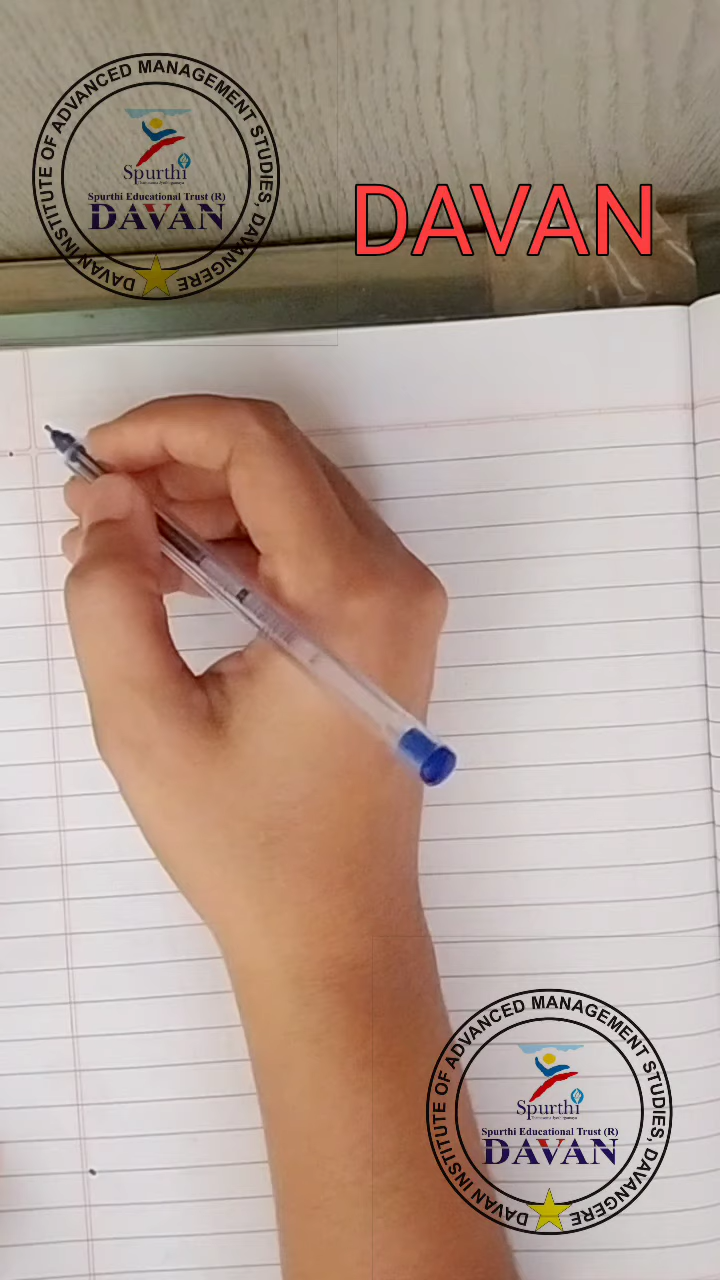 DAVAN INSTITUTE OF ADVANCED MANAGEMENT STUDIES, DAVANGERE
Spurthi
Spurthi Educational Trust (R)
DAVAN
DAVAN
DAVAN INSTITUTE OF ADVANCED MANAGEMENT STUDIES, DAVANGERE
Spurthi
Spurthi Educational Trust (R)
DAVAN